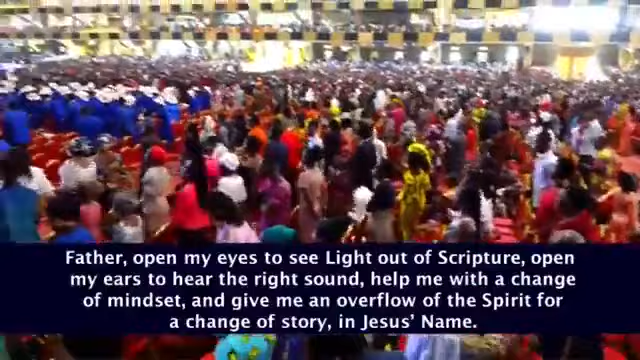 Father, open my eyes to see Light out of Scripture, open
my ears to hear the right sound, help me with a change
of mindset, and give me an overflow of the Spirit for
a change of story, in Jesus' Name.